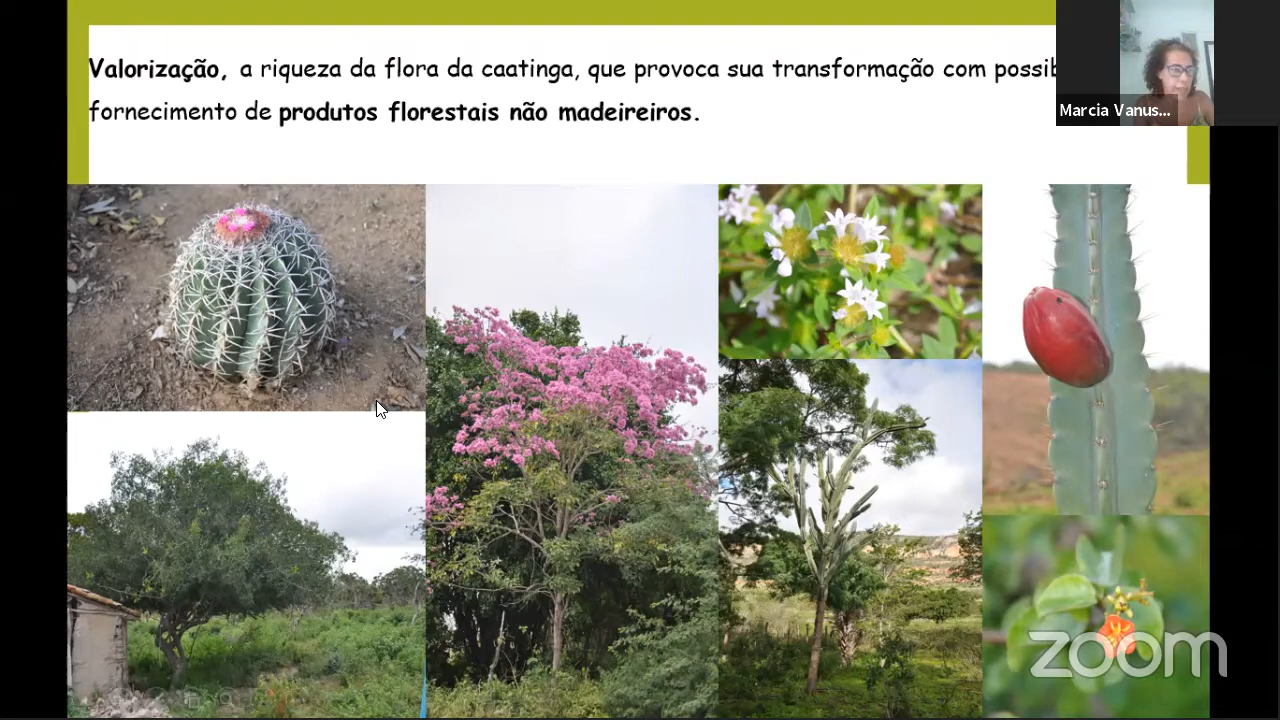 Valorização, a riqueza da flora da caatinga, que provoca sua transformação com
fornecimento de produtos florestais não madeireiros.
Marcia Vanus...
zoom